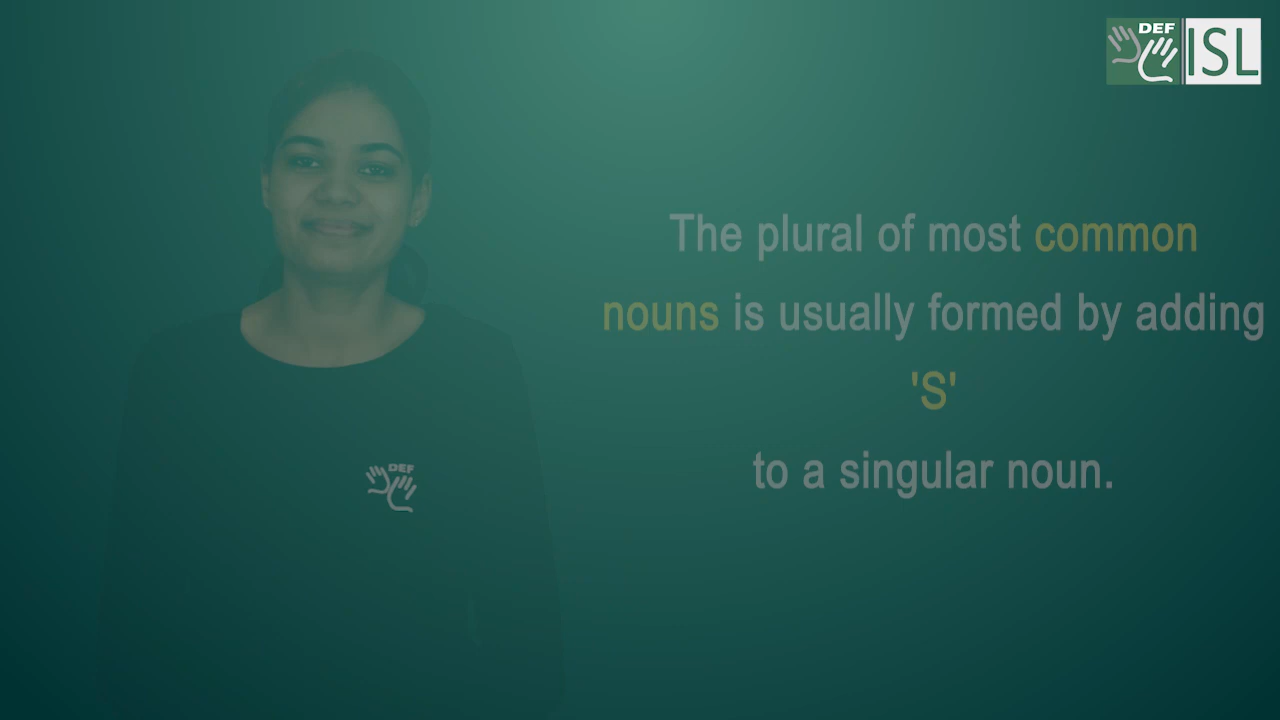 DEF
ISL
The plural of most common
nouns is usually formed by adding
'S'
to a singular noun.
DEF